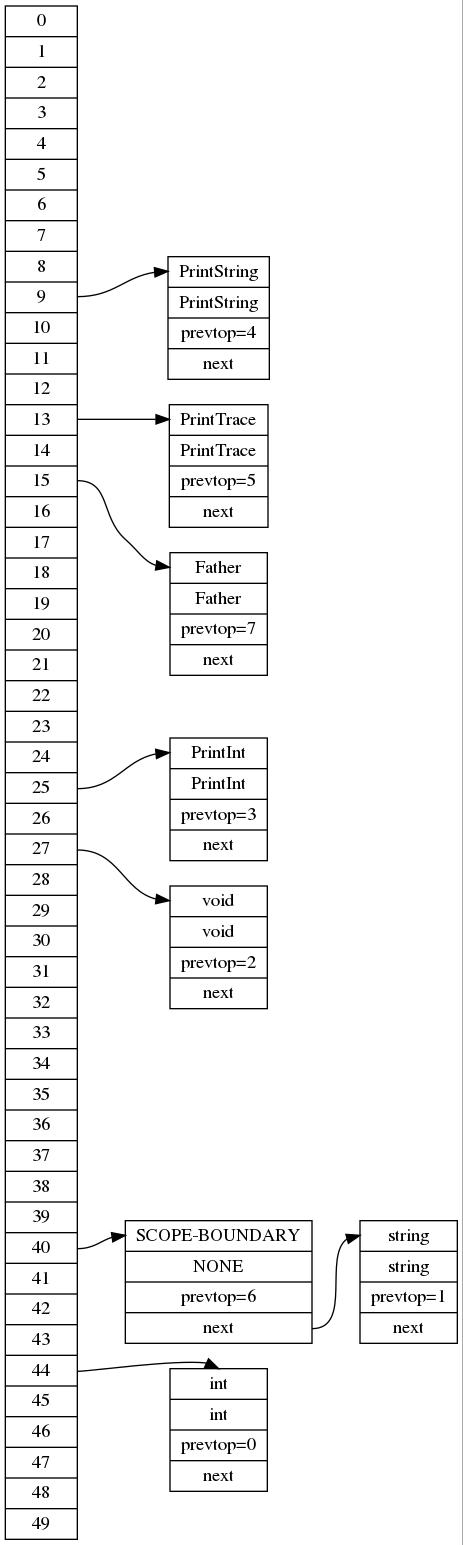 0
1
2
3
4
5
6
7
8
9
10
11
12
13
14
15
16
17
18
19
20
21
22
23
24
25
26
27
28
29
30
31
32
33
34
35
36
37
38
39
40
41
42
43
44
45
46
47
48
49
PrintString
PrintString
prevtop=4
next
PrintTrace
PrintTrace
prevtop=5
next
Father
Father
prevtop=7
next
PrintInt
PrintInt
prevtop=3
next
void
void
prevtop=2
next
SCOPE-BOUNDARY
NONE
prevtop=6
next
string
string
prevtop=1
next
int
int
prevtop=0
next